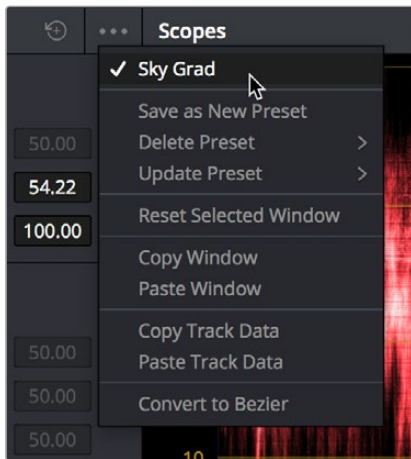 Scopes
✓ Sky Grad
Save as New Preset
50.00
Delete Preset >
Update Preset >
54.22
Reset Selected Window
100.00
Copy Window
Paste Window
Copy Track Data
50.00
Paste Track Data
50.00
Convert to Bezier
50.00
10